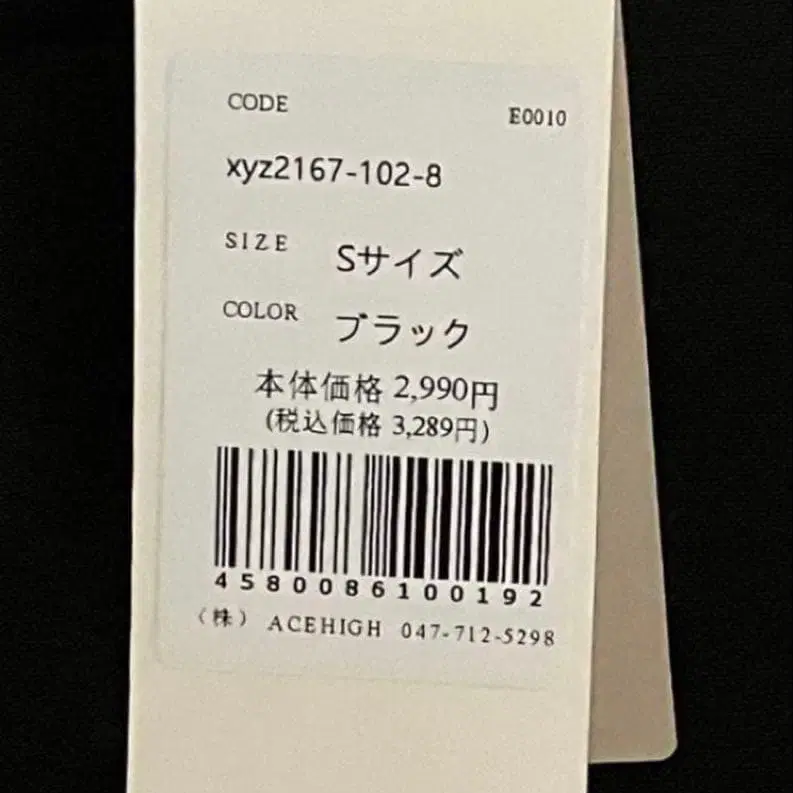 CODE E0010
xyz2167-102-8
SIZE Sサイズ
COLOR ブラック
本体価格 2,990円
(税込価格 3,289円)
4580086100192
(株) ACEHIGH 047-712-5298